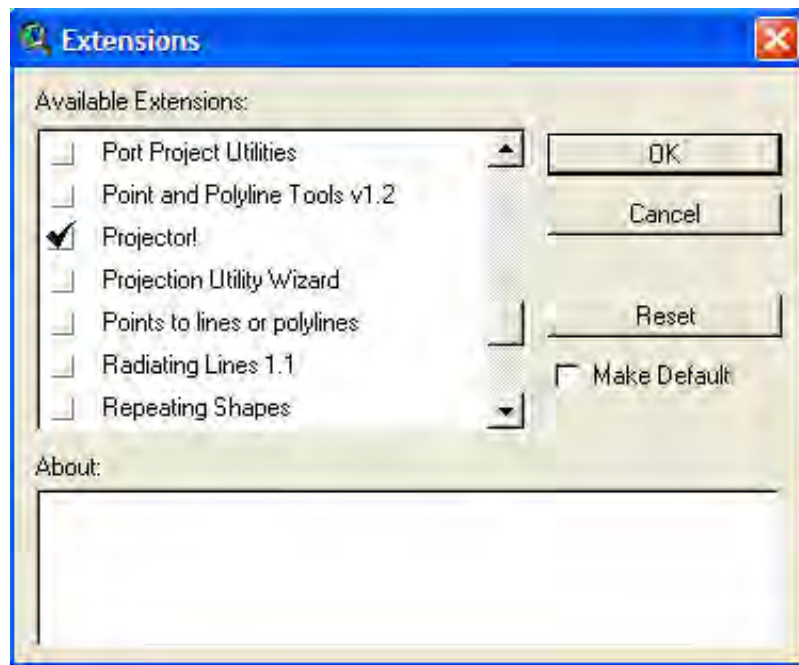 Extensions
Available Extensions:
Port Project Utilities
Point and Polyline Tools v1.2
Projector!
Projection Utility Wizard
Points to lines or polylines
Radiating Lines 1.1
Repeating Shapes
OK
Cancel
Reset
Make Default
About: